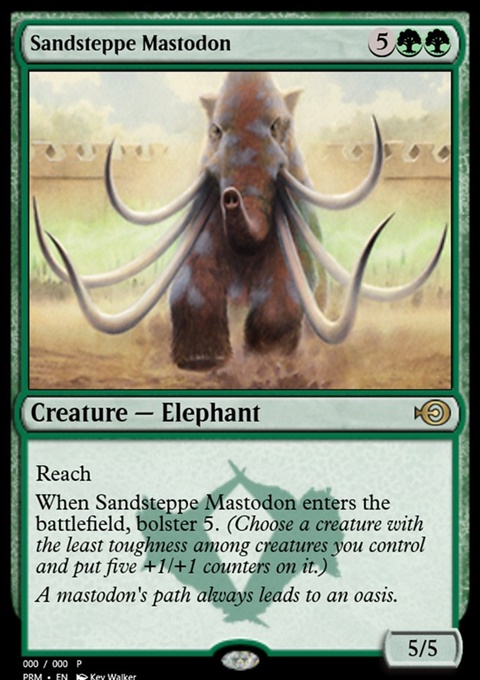 Sandsteppe Mastodon 5
Creature — Elephant
Reach
When Sandsteppe Mastodon enters the
battlefield, bolster 5. (Choose a creature with
the least toughness among creatures you control
and put five +1/+1 counters on it.)
A mastodon's path always leads to an oasis.
5/5
000 / 000 P
PRM • EN Kev Walker